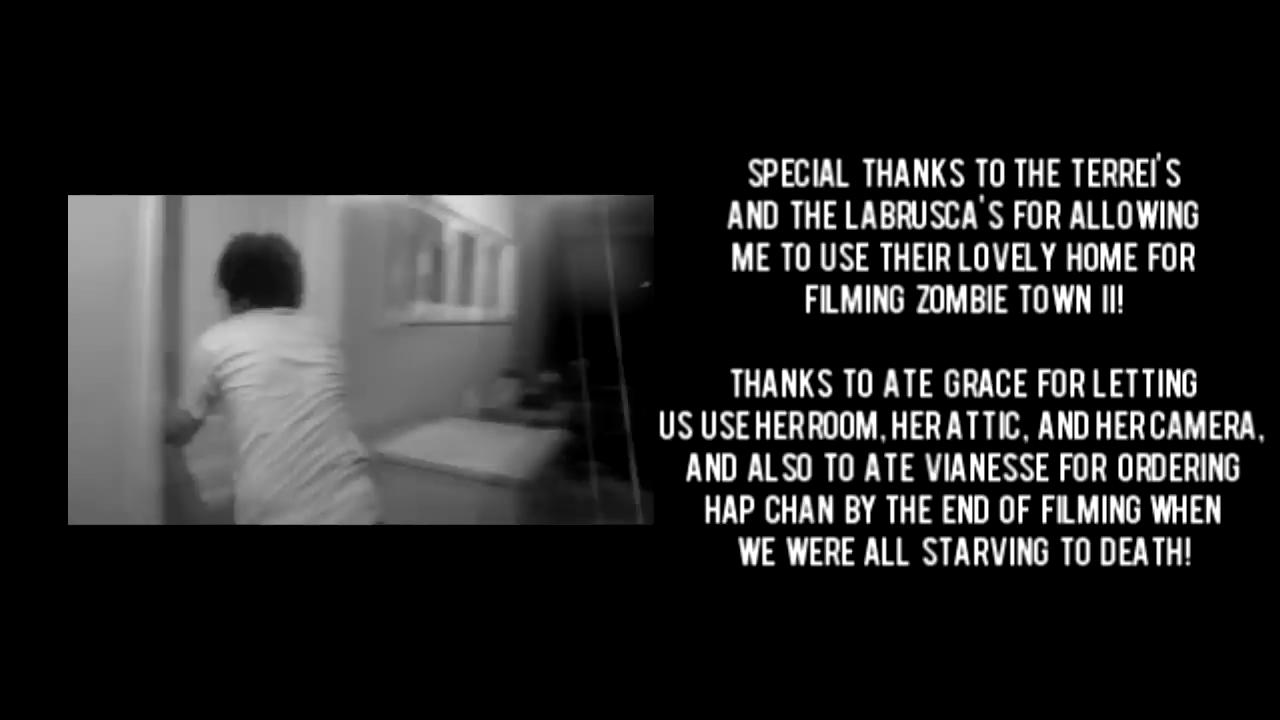 SPECIAL THANKS TO THE TERREI'S
AND THE LABRUSCA'S FOR ALLOWING
ME TO USE THEIR LOVELY HOME FOR
FILMING ZOMBIE TOWN II!
THANKS TO ATE GRACE FOR LETTING
US USE HER ROOM, HER ATTIC, AND HER CAMERA,
AND ALSO TO ATE VIANESSE FOR ORDERING
HAP CHAN BY THE END OF FILMING WHEN
WE WERE ALL STARVING TO DEATH!